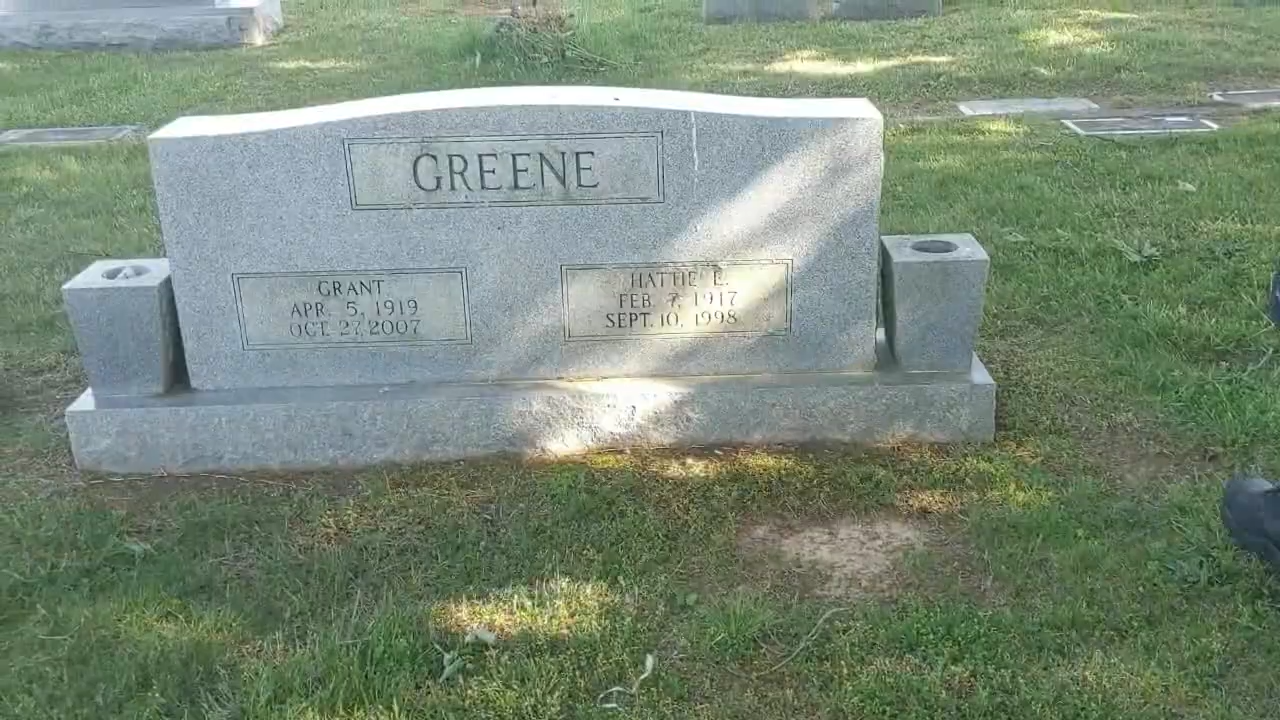 GREENE
GRANT
APR. 5, 1919
OCT. 27, 2007
HATTIE E.
FEB. 7, 1917
SEPT. 10, 1998